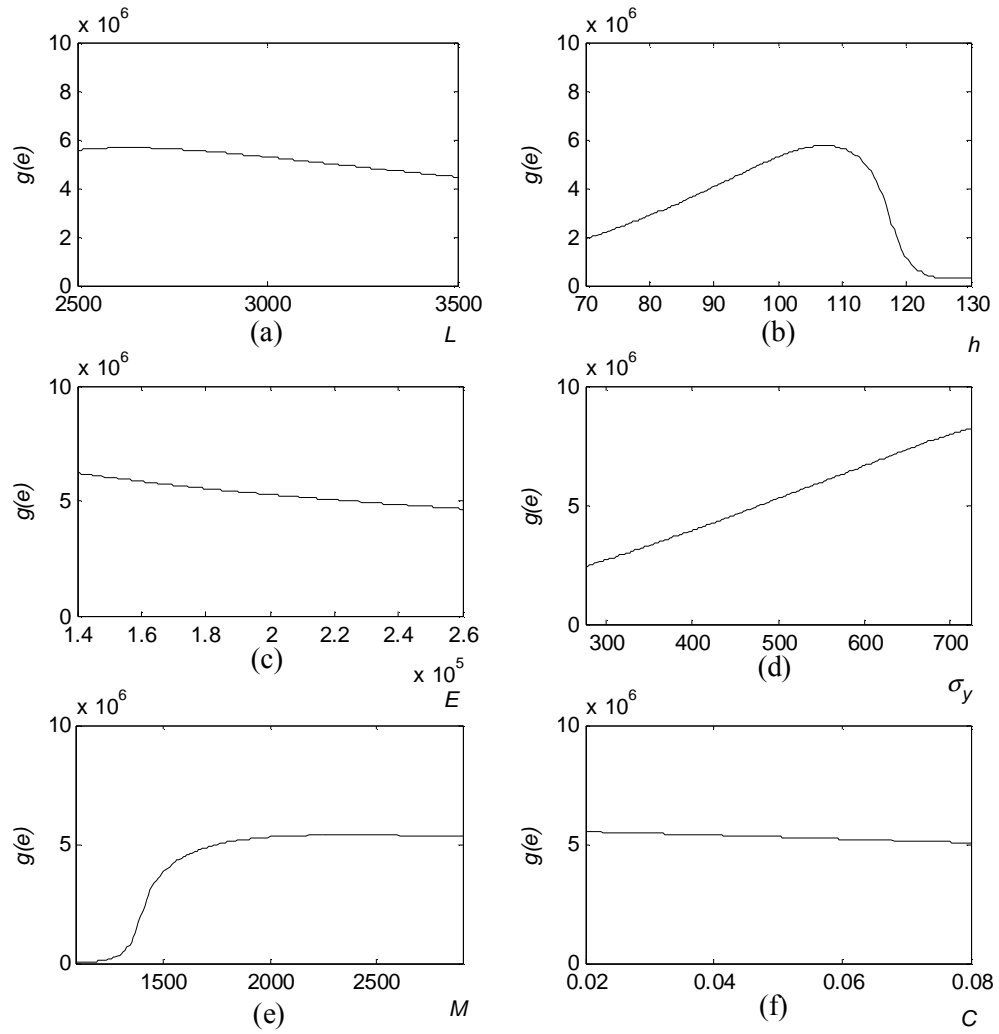 x 10^6
10
8
6
4
2
0
g(e)
2500 3000 3500
(a) L
x 10^6
10
8
6
4
2
0
g(e)
70 80 90 100 110 120 130
(b) h
x 10^6
10
5
0
g(e)
1.4 1.6 1.8 2 2.2 2.4 2.6
(c) x 10^5
E
x 10^6
10
5
0
g(e)
300 400 500 600 700
(d) σ_y
x 10^6
10
5
0
g(e)
1500 2000 2500
(e) M
x 10^6
10
5
0
g(e)
0.02 0.04 0.06 0.08
(f) C